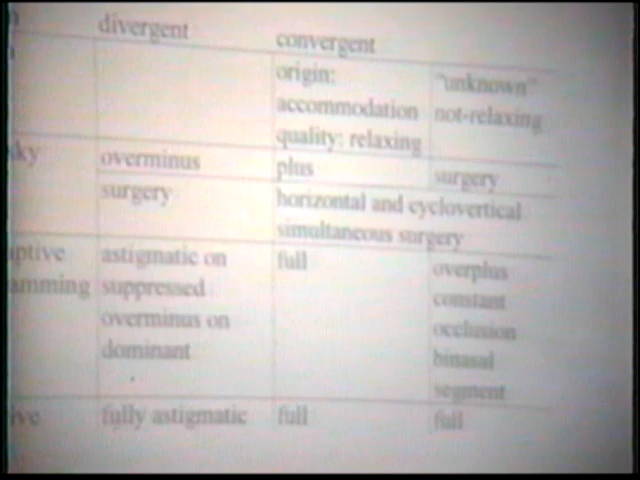 divergent convergent
origin: "unknown"
accommodation not-relaxing
quality: relaxing
overminus plus surgery
surgery horizontal and cyclovertical
simultaneous surgery
astigmatic on full overplus
amming suppressed constant
overminus on occlusion
dominant binasal
segment
fully astigmatic full full